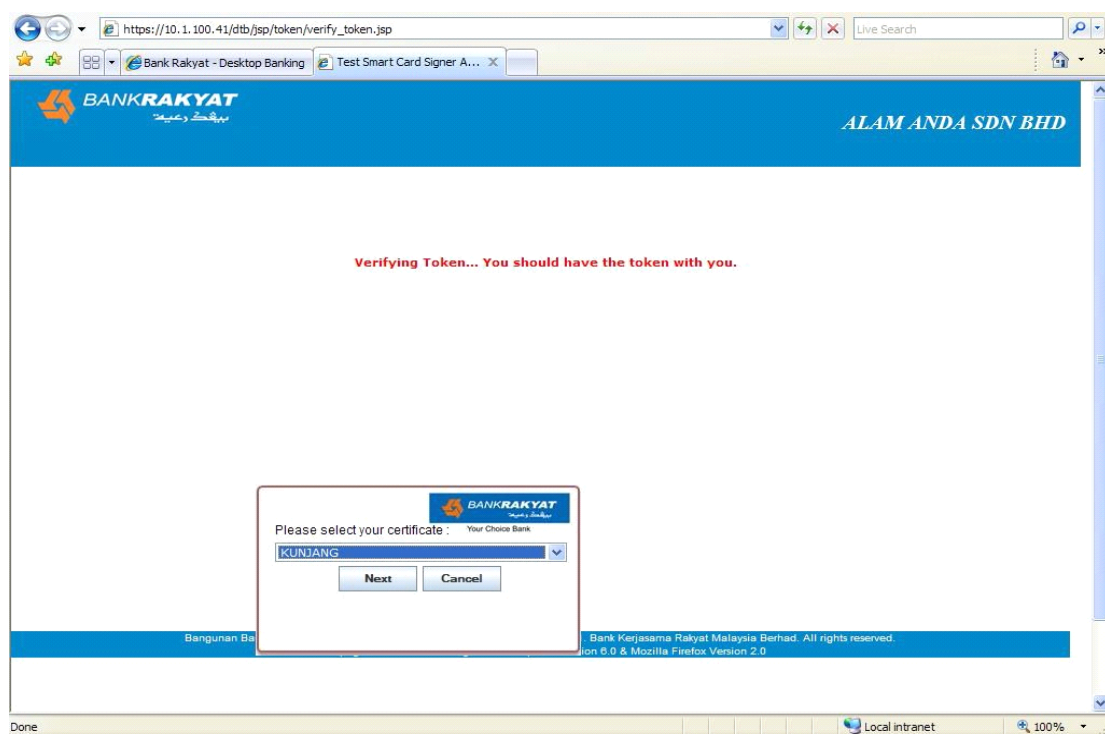 https://10.1.100.41/dtb/jsp/token/verify_token.jsp
Live Search
Bank Rakyat - Desktop Banking
Test Smart Card Signer A...
BANKRAKYAT
بيڤك رعيه
ALAM ANDA SDN BHD
Verifying Token... You should have the token with you.
BANKRAKYAT
Your Choice Bank
Please select your certificate :
KUNJANG
Next Cancel
Bangunan Ba
. Bank Kerjasama Rakyat Malaysia Berhad. All rights reserved.
ion 6.0 & Mozilla Firefox Version 2.0
Done
Local intranet
100%